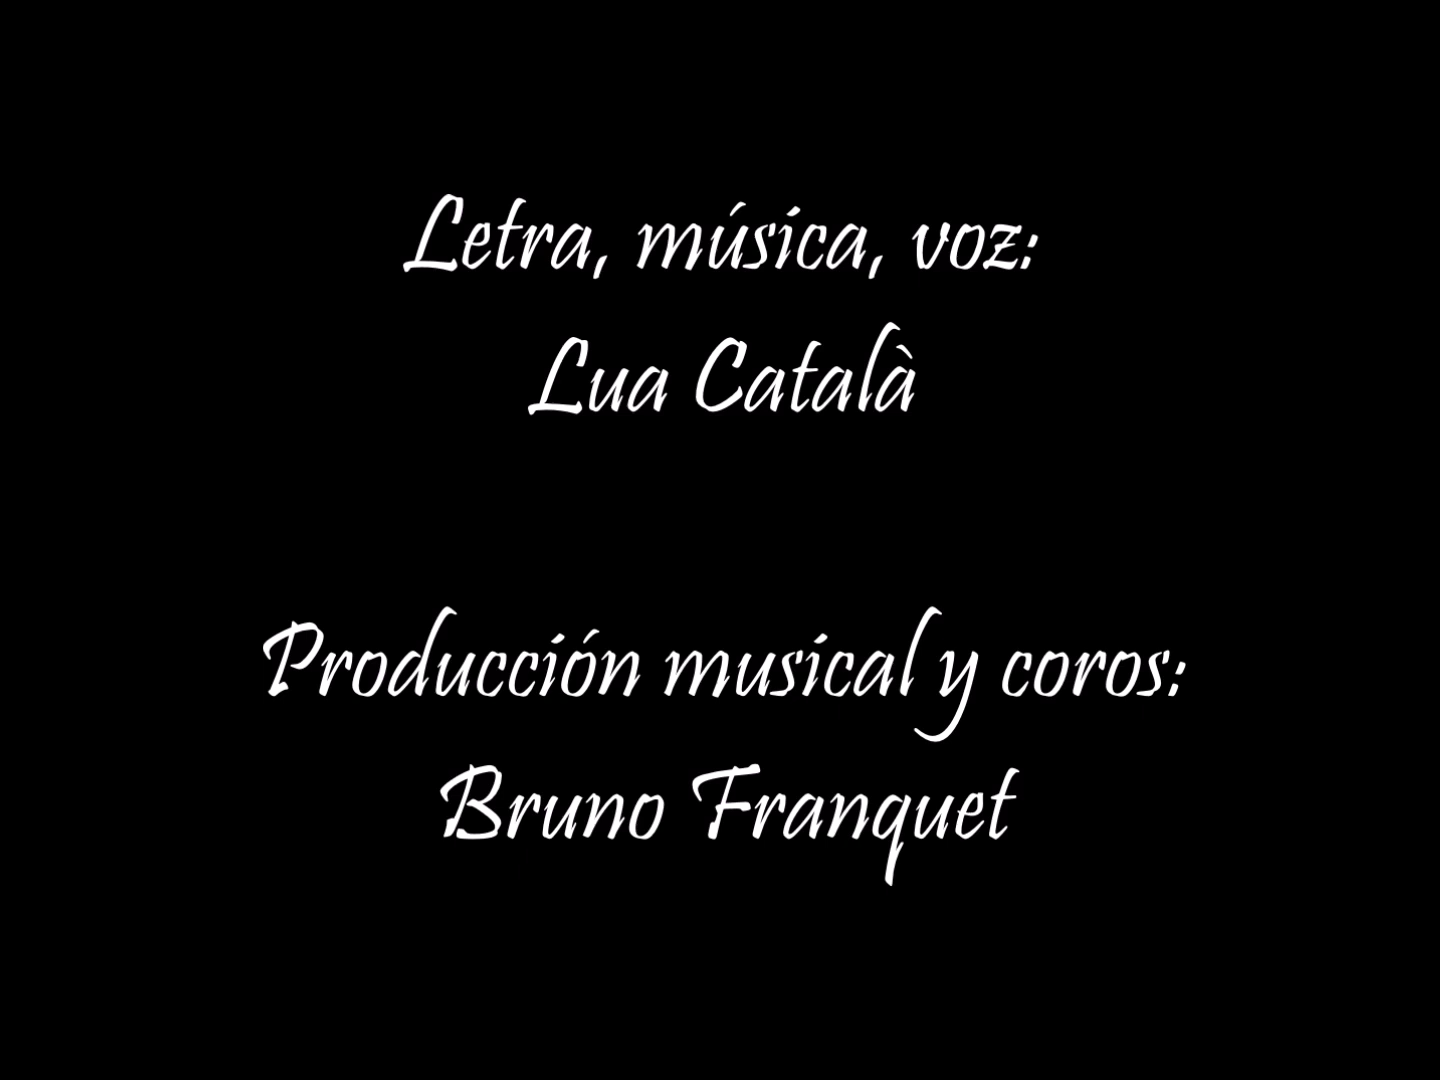 Letra, música, voz:
Lua Català
Producción musical y coros:
Bruno Franquet